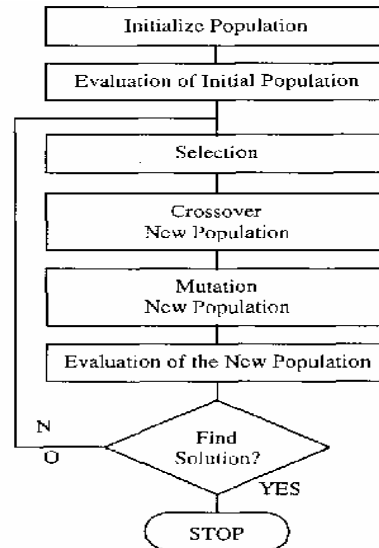 Initialize Population
Evaluation of Initial Population
Selection
Crossover
New Population
Mutation
New Population
Evaluation of the New Population
N
O
Find
Solution?
YES
STOP